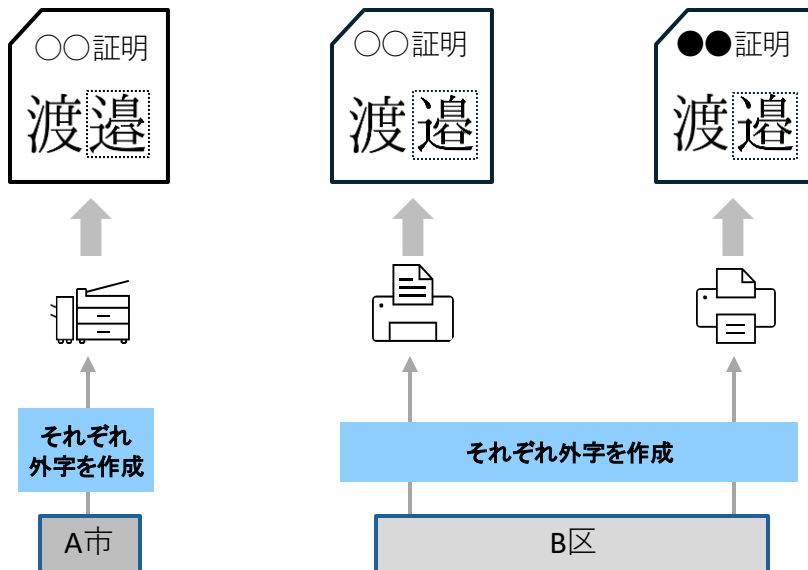 ○○証明
渡邉
○○証明
渡邉
●●証明
渡邉
それぞれ
外字を作成
それぞれ外字を作成
A市
B区